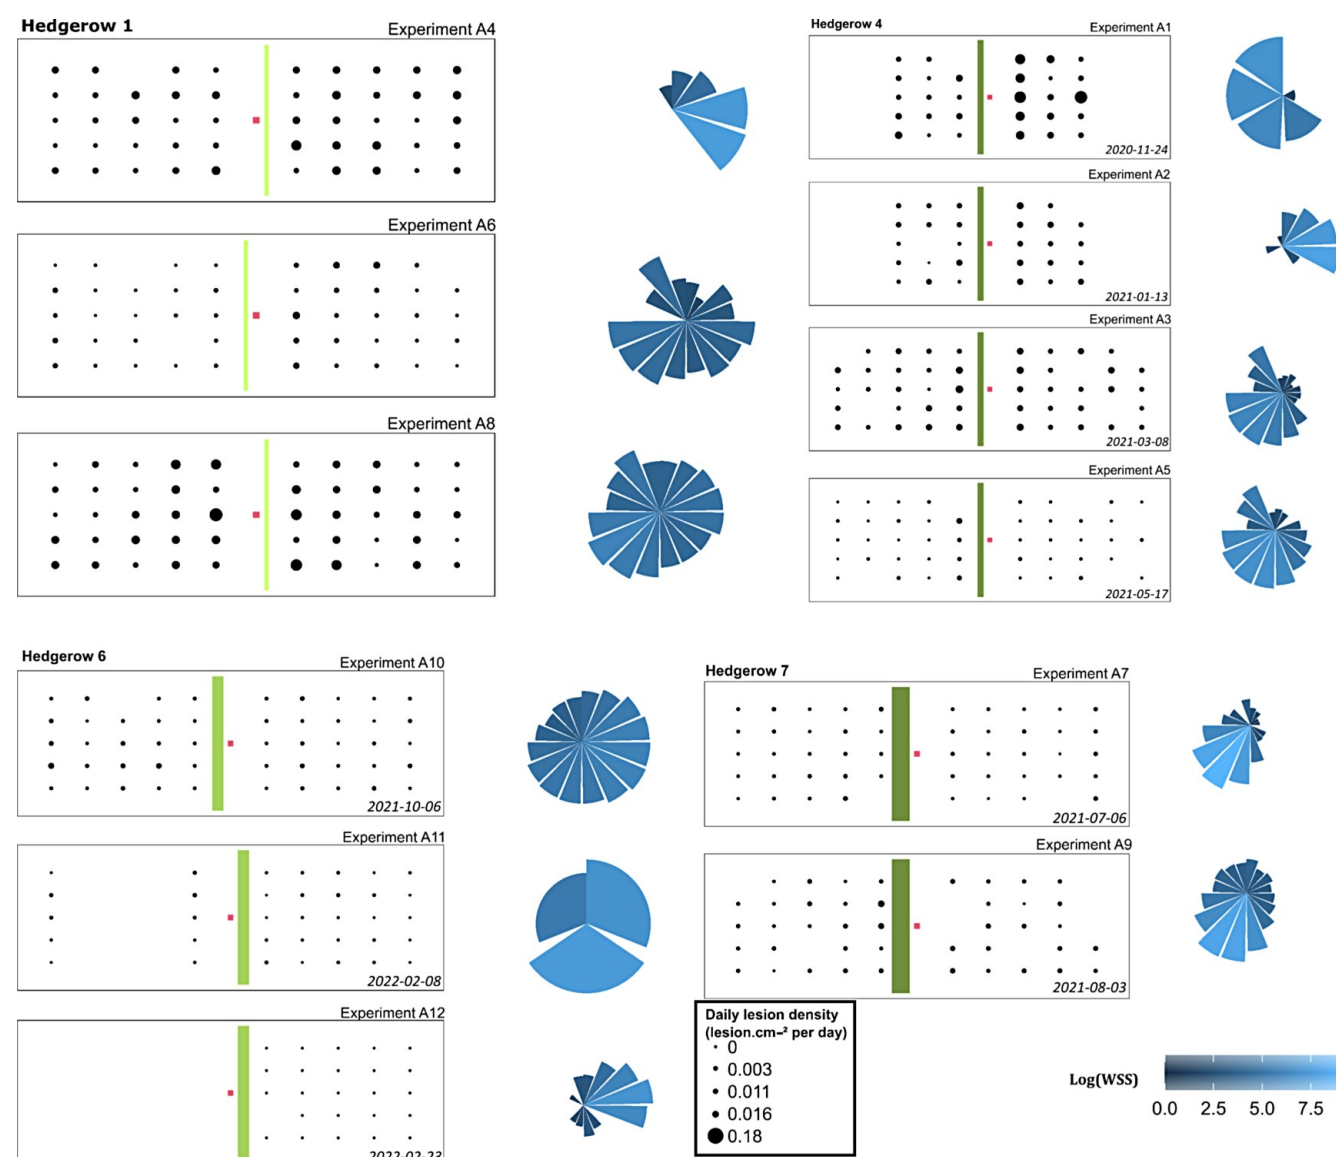 Hedgerow 1
Experiment A4
Experiment A6
Experiment A8
Hedgerow 4
Experiment A1
2020-11-24
Experiment A2
2021-01-13
Experiment A3
2021-03-08
Experiment A5
2021-05-17
Hedgerow 6
Experiment A10
2021-10-06
Experiment A11
2022-02-08
Experiment A12
2022-02-23
Hedgerow 7
Experiment A7
2021-07-06
Experiment A9
2021-08-03
Daily lesion density
(lesion.cm−² per day)
0
0.003
0.011
0.016
0.18
Log(WSS)
0.0 2.5 5.0 7.5